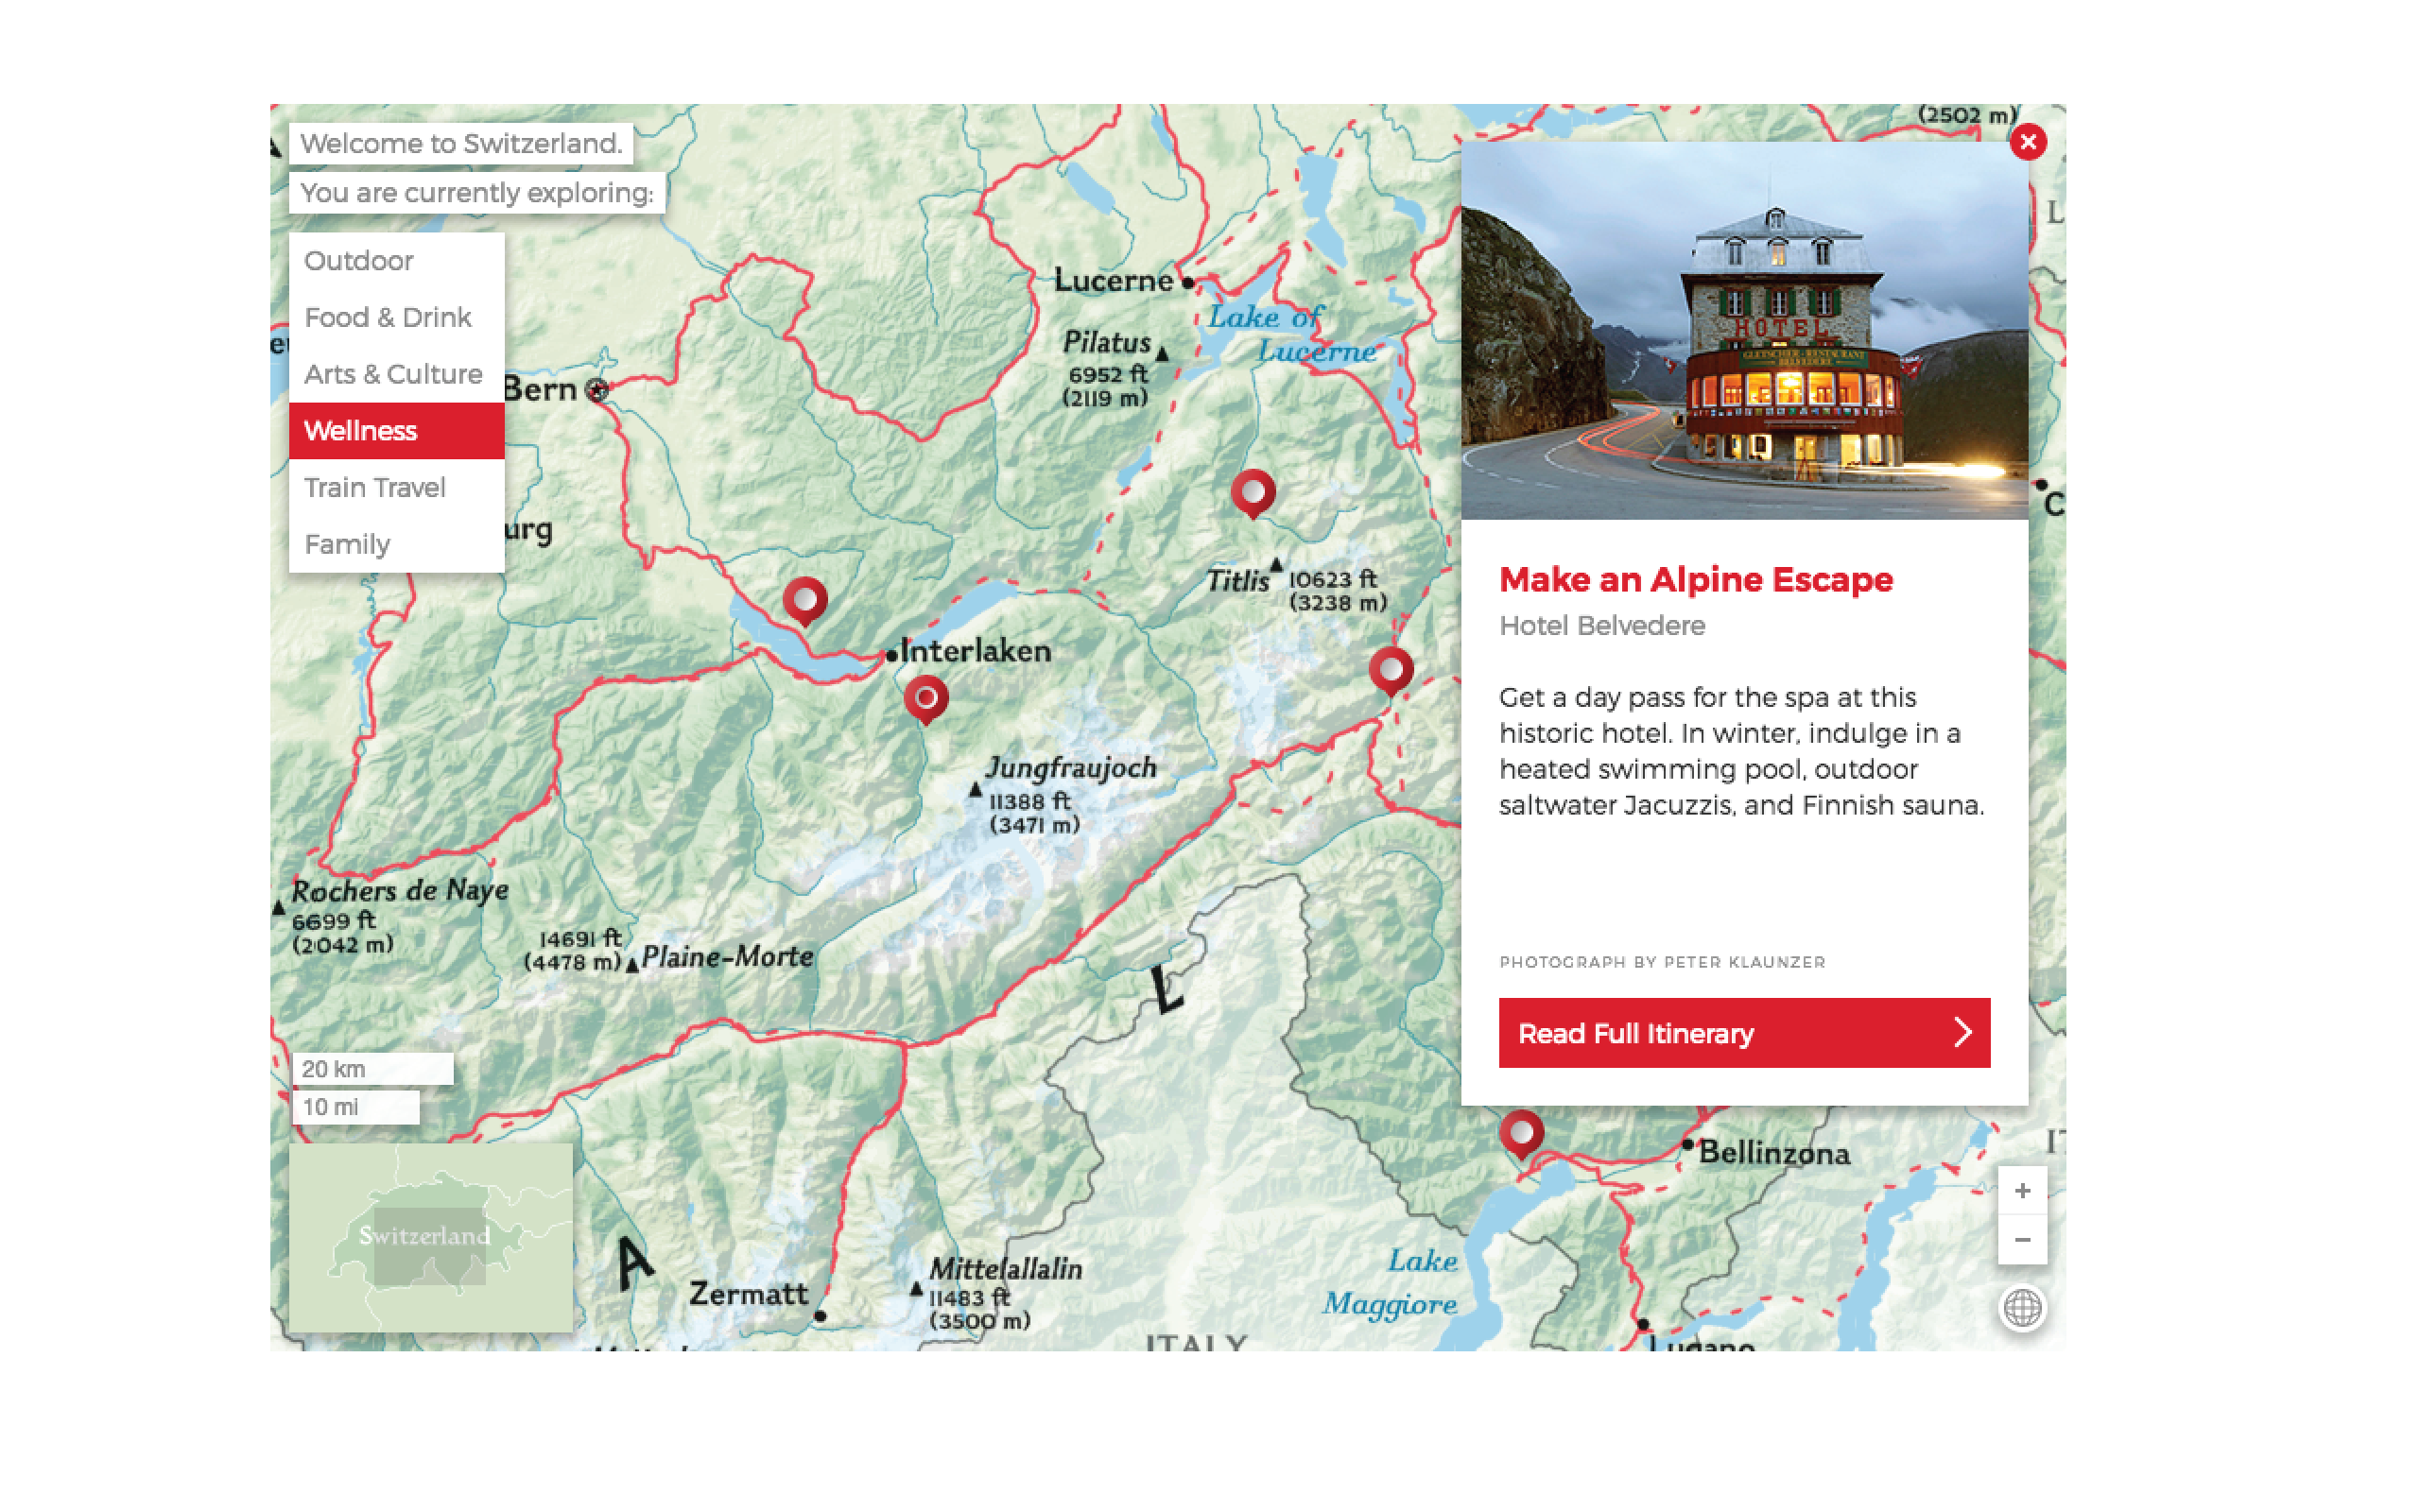 (2502 m)
Welcome to Switzerland.
You are currently exploring:
Outdoor
Food & Drink
Arts & Culture
Wellness
Train Travel
Family
Bern
urg
Lucerne
Lake of
Lucerne
Pilatus
6952 ft
(2119 m)
Titlis
10623 ft
(3238 m)
Interlaken
Jungfraujoch
11388 ft
(3471 m)
Rochers de Naye
6699 ft
(2042 m)
14691 ft
(4478 m)
Plaine-Morte
L
A
20 km
10 mi
Switzerland
Zermatt
Mittelallalin
11483 ft
(3500 m)
ITALY
Lake
Maggiore
Bellinzona
Lugano
L
C
IT
HOTEL
GLETSCHER-RESTAURANT
BELVEDERE
Make an Alpine Escape
Hotel Belvedere
Get a day pass for the spa at this
historic hotel. In winter, indulge in a
heated swimming pool, outdoor
saltwater Jacuzzis, and Finnish sauna.
PHOTOGRAPH BY PETER KLAUNZER
Read Full Itinerary
+
−